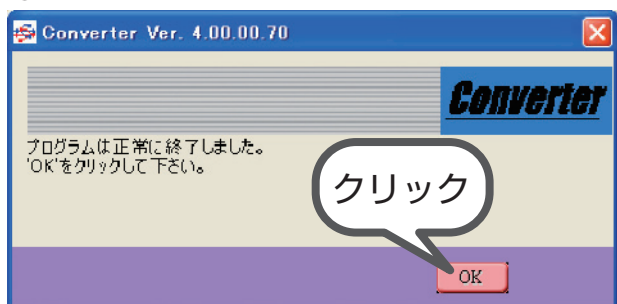 Converter Ver. 4.00.00.70
Converter
プログラムは正常に終了しました。
'OK'をクリックして下さい。
クリック
OK